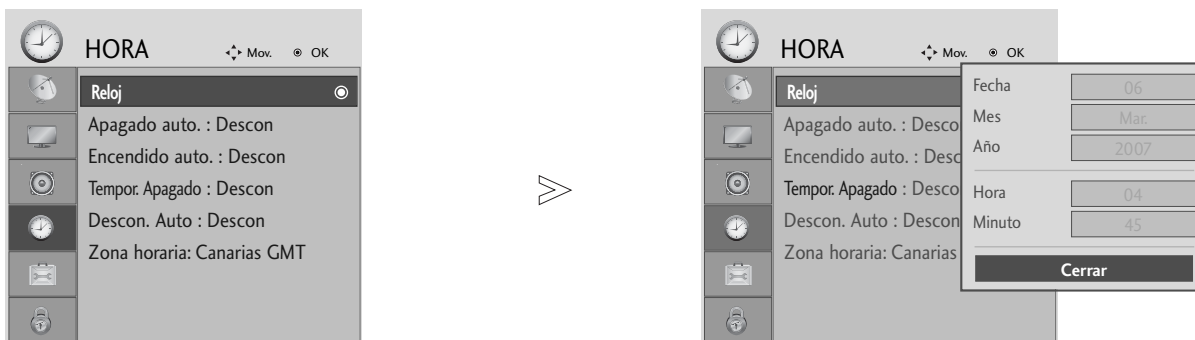 HORA Mov. OK
Reloj
Apagado auto. : Descon
Encendido auto. : Descon
Tempor. Apagado : Descon
Descon. Auto : Descon
Zona horaria: Canarias GMT
HORA Mov. OK
Reloj
Apagado auto. : Desco
Encendido auto. : Desc
Tempor. Apagado : Desco
Descon. Auto : Descon
Zona horaria: Canarias
Fecha 06
Mes Mar.
Año 2007
Hora 04
Minuto 45
Cerrar